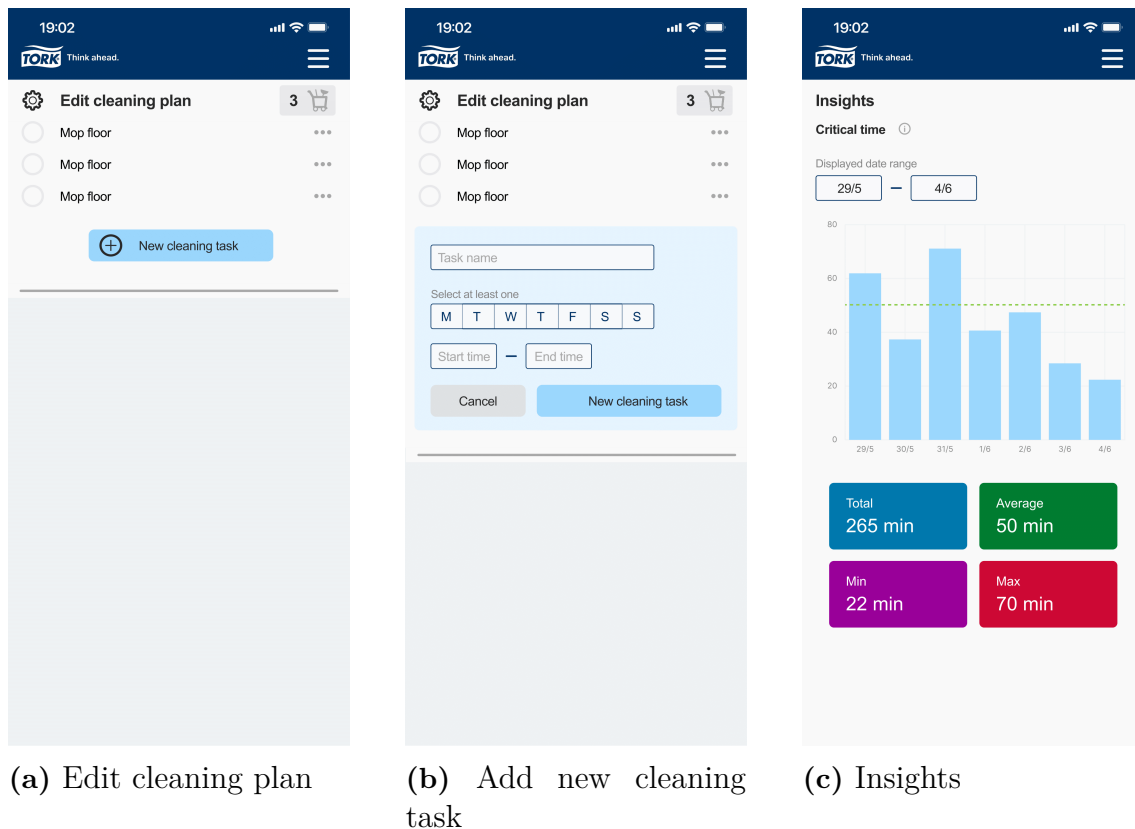 19:02
TORK Think ahead.
Edit cleaning plan 3
Mop floor
Mop floor
Mop floor
New cleaning task
(a) Edit cleaning plan
19:02
TORK Think ahead.
Edit cleaning plan 3
Mop floor
Mop floor
Mop floor
Task name
Select at least one
M T W T F S S
Start time – End time
Cancel New cleaning task
(b) Add new cleaning
task
19:02
TORK Think ahead.
Insights
Critical time
Displayed date range
29/5 – 4/6
80
60
40
20
0
29/5 30/5 31/5 1/6 2/6 3/6 4/6
Total Average
265 min 50 min
Min Max
22 min 70 min
(c) Insights